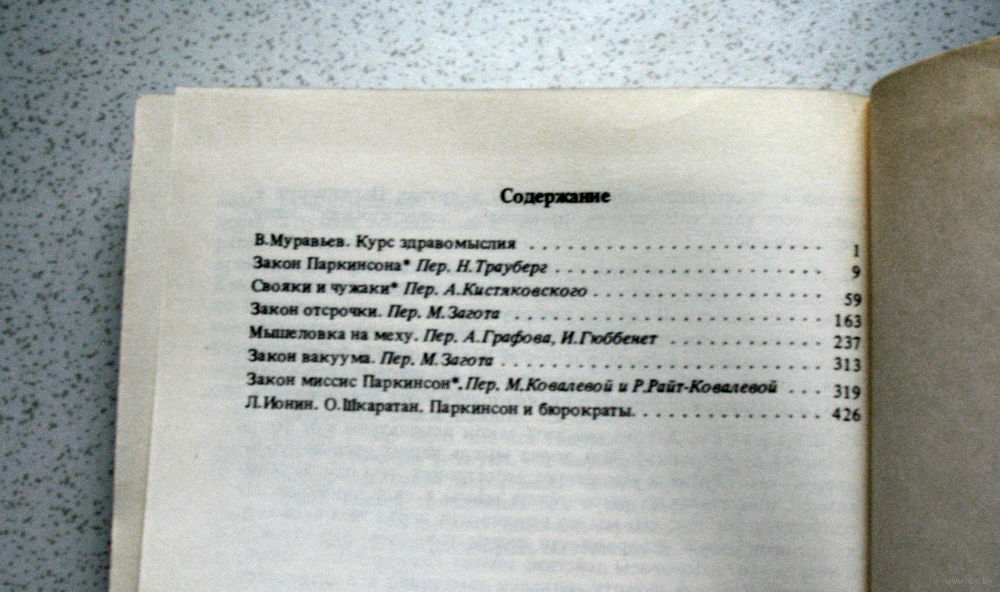 Содержание
В.Муравьев. Курс здравомыслия . . . . . . . . . . . . . . . . . . . . . . . . 1
Закон Паркинсона* Пер. Н.Трауберг . . . . . . . . . . . . . . . . . . . . . . 9
Свояки и чужаки* Пер. А.Кистяковского . . . . . . . . . . . . . . . . . . . 59
Закон отсрочки. Пер. М.Загота . . . . . . . . . . . . . . . . . . . . . . . . 163
Мышеловка на меху. Пер. А.Графова, И.Гюббенет . . . . . . . . . . . . . 237
Закон вакуума. Пер. М.Загота . . . . . . . . . . . . . . . . . . . . . . . . . 313
Закон миссис Паркинсон*. Пер. М.Ковалевой и Р.Райт-Ковалевой . . . 319
Л.Ионин. О.Шкаратан. Паркинсон и бюрократы. . . . . . . . . . . . . . . 426